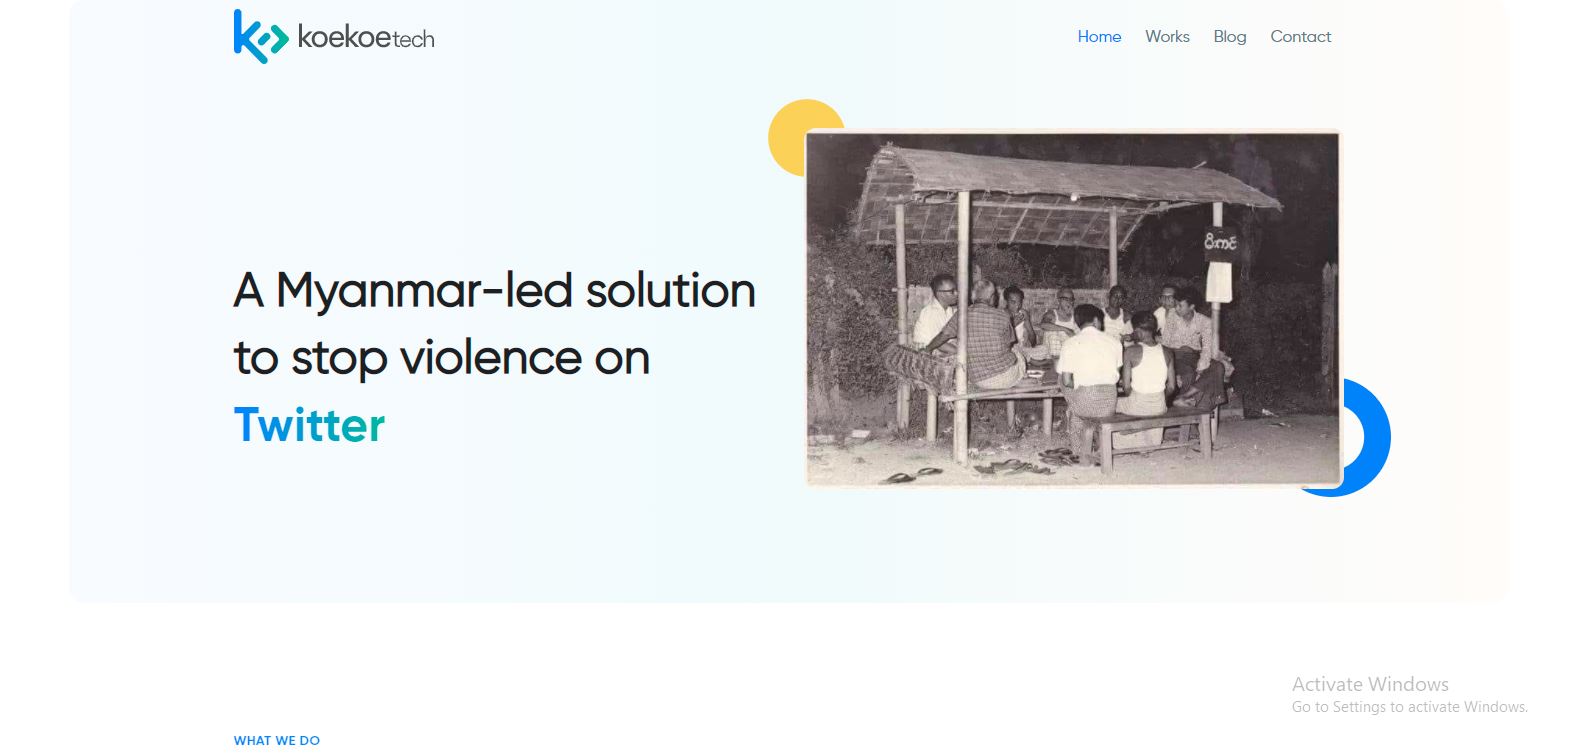 koekoetech
Home Works Blog Contact
မီးကင်း
A Myanmar-led solution
to stop violence on
Twitter
Activate Windows
Go to Settings to activate Windows.
WHAT WE DO